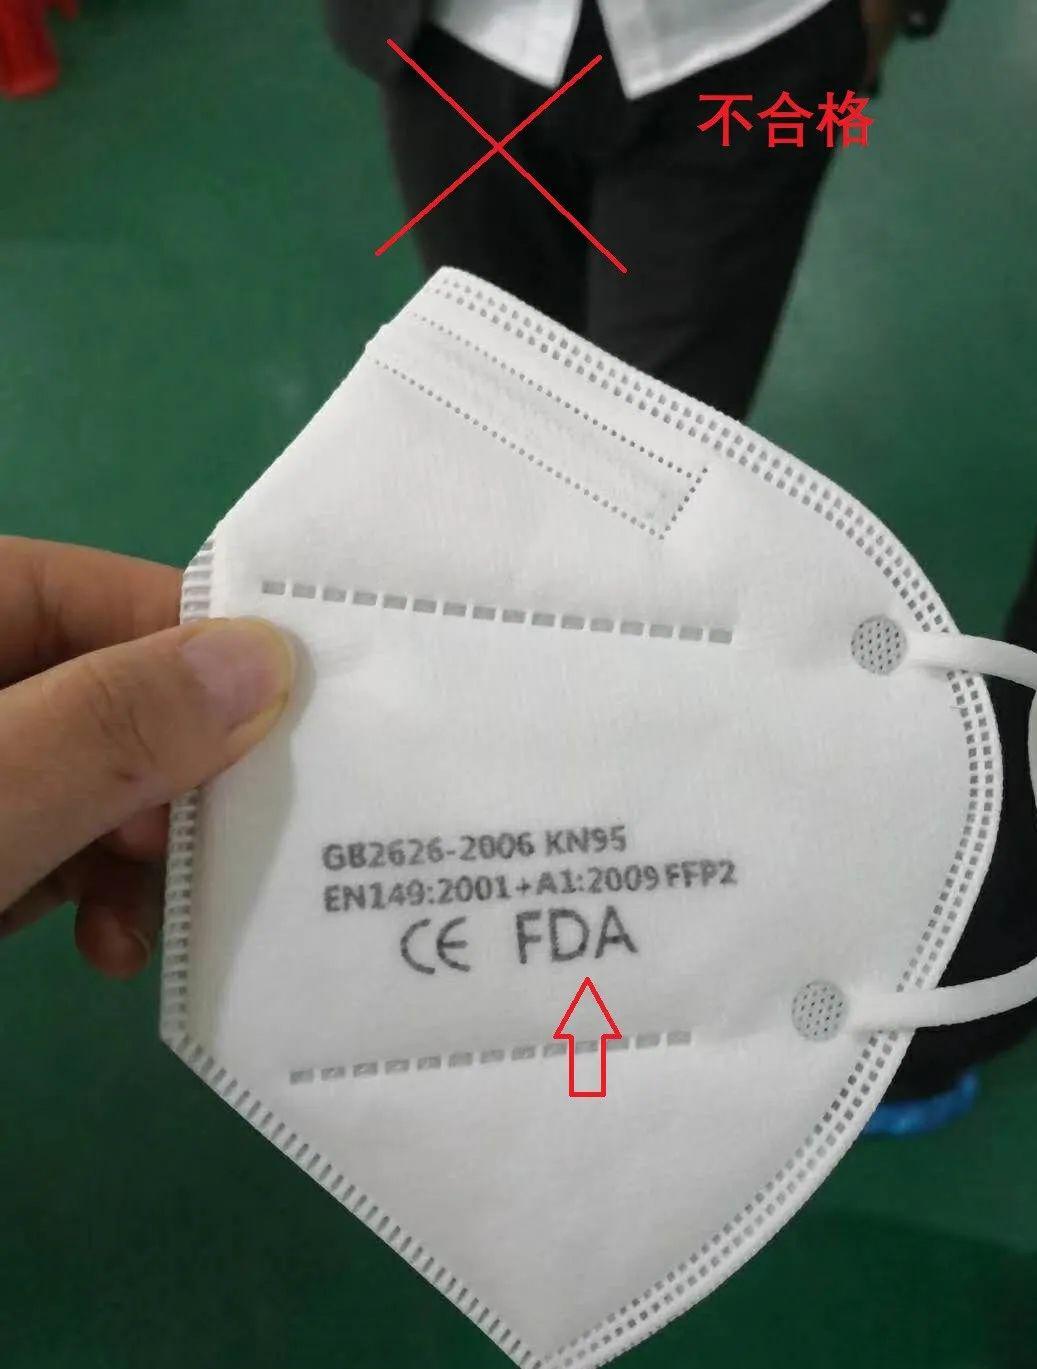 不合格
GB2626-2006 KN95
EN149:2001+A1:2009 FFP2
CE FDA